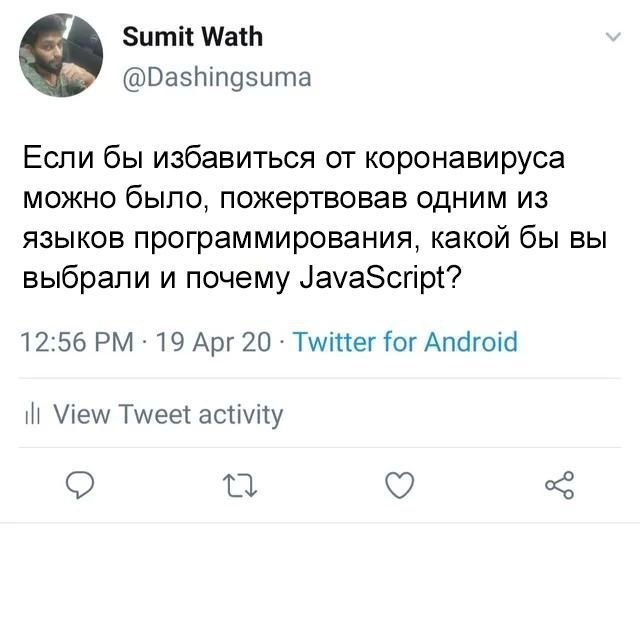 Sumit Wath
@Dashingsuma
Если бы избавиться от коронавируса
можно было, пожертвовав одним из
языков программирования, какой бы вы
выбрали и почему JavaScript?
12:56 PM · 19 Apr 20 · Twitter for Android
View Tweet activity